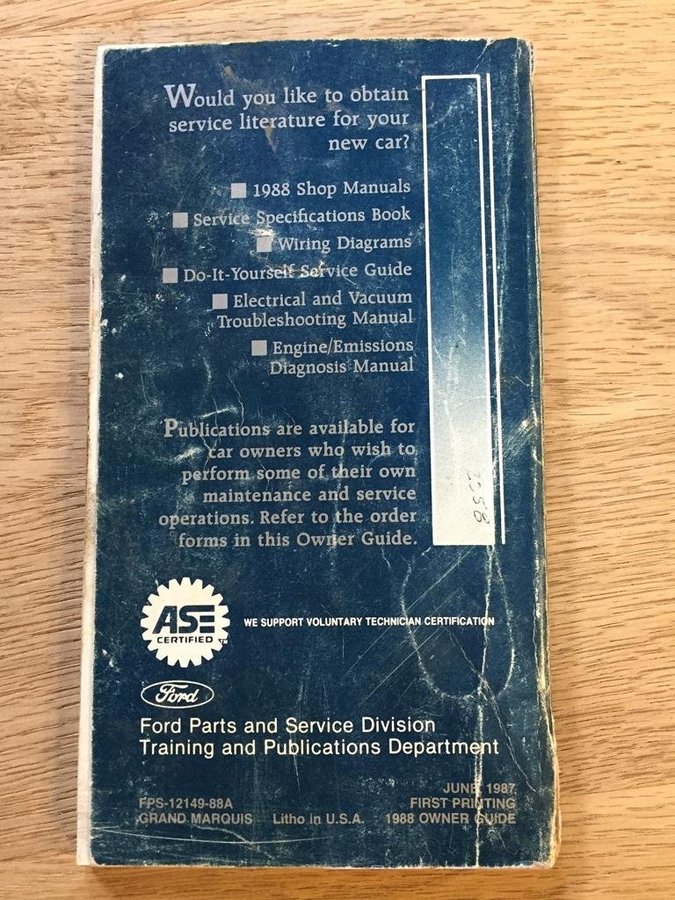 Would you like to obtain
service literature for your
new car?
■ 1988 Shop Manuals
■ Service Specifications Book
■ Wiring Diagrams
■ Do-It-Yourself Service Guide
■ Electrical and Vacuum
Troubleshooting Manual
■ Engine/Emissions
Diagnosis Manual
Publications are available for
car owners who wish to
perform some of their own
maintenance and service
operations. Refer to the order
forms in this Owner Guide.
ASE
CERTIFIED
TM
WE SUPPORT VOLUNTARY TECHNICIAN CERTIFICATION
Ford
Ford Parts and Service Division
Training and Publications Department
JUNE, 1987
FPS-12149-88A FIRST PRINTING
GRAND MARQUIS Litho in U.S.A. 1988 OWNER GUIDE